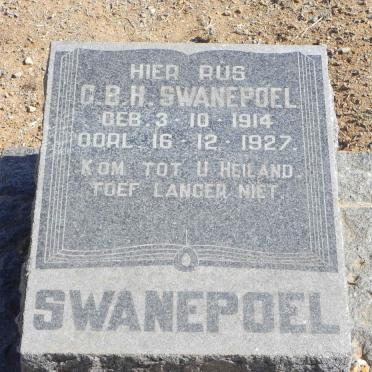 HIER RUS
C.B.H. SWANEPOEL
GEB. 3-10-1914
OORL. 16-12-1927.
KOM TOT U HEILAND.
TOEF LANGER NIET.
SWANEPOEL